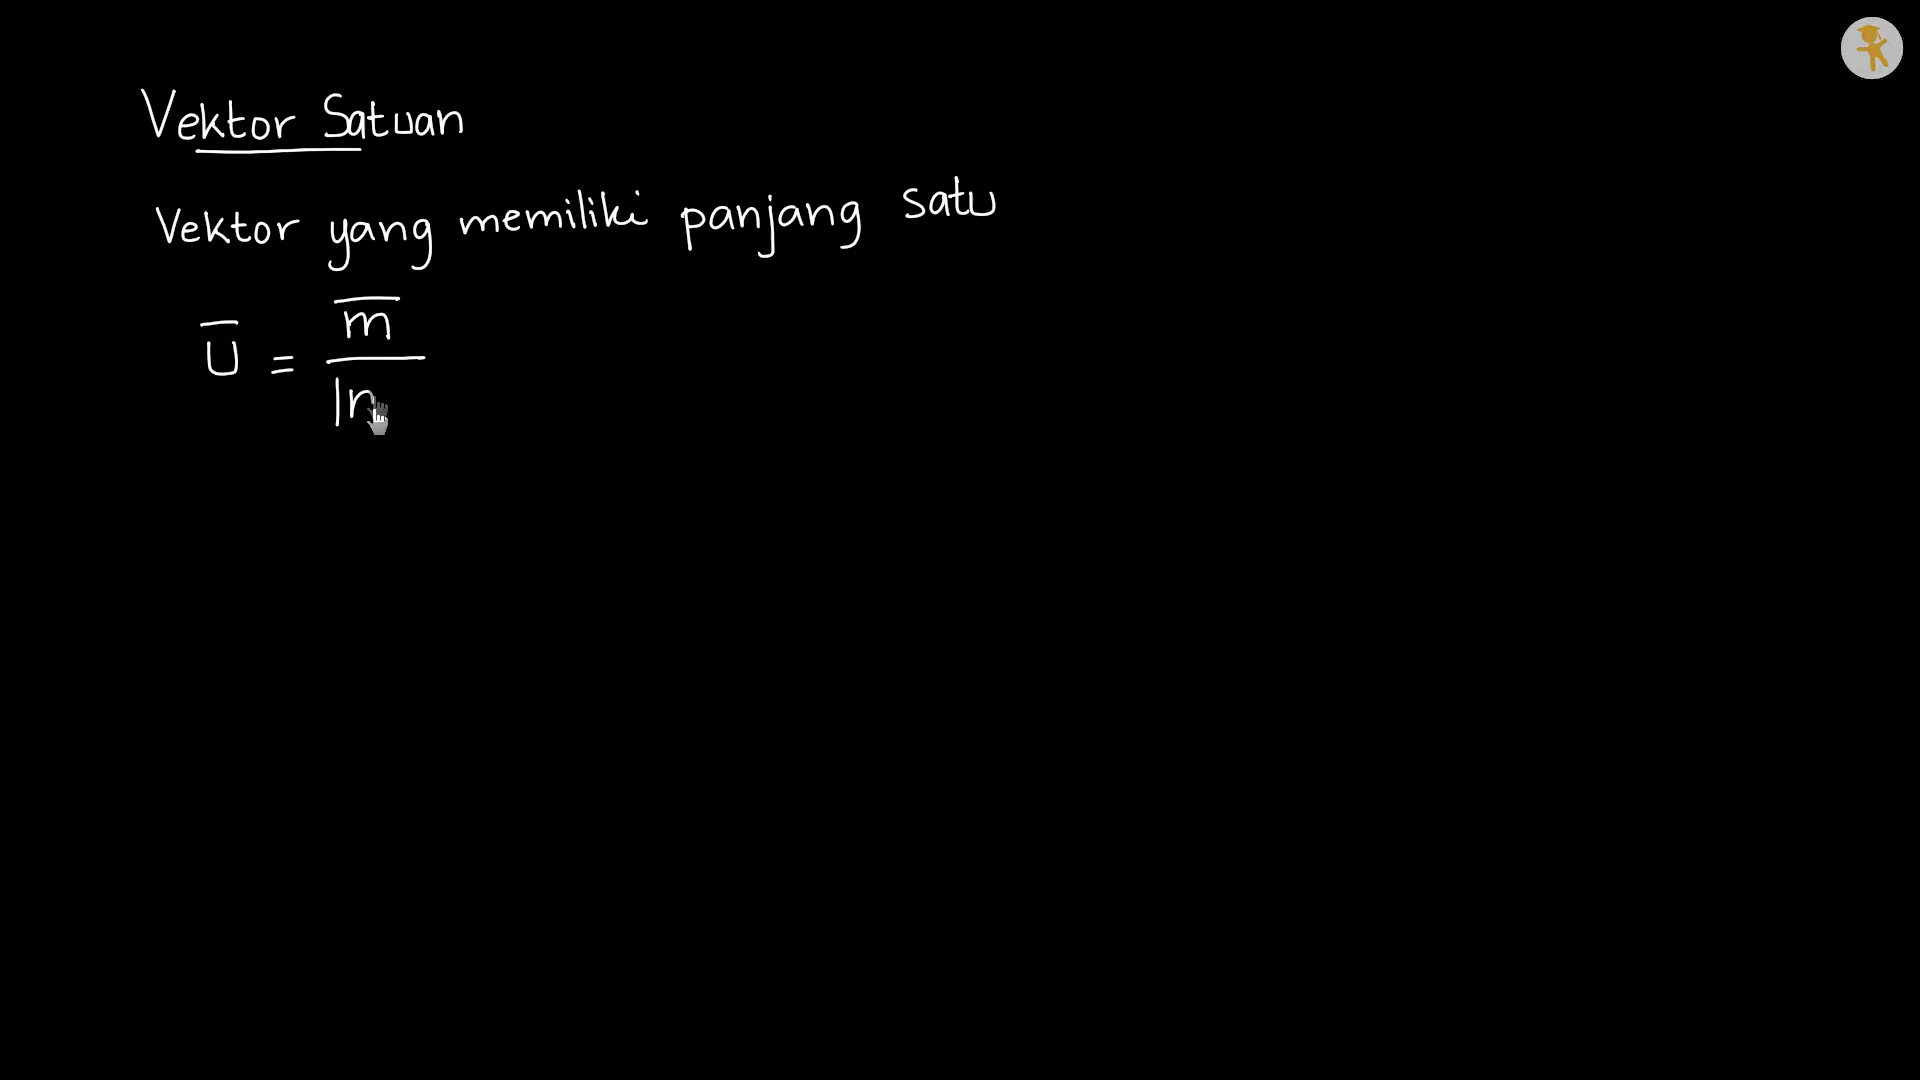 Vektor Satuan
Vektor yang memiliki panjang satu
u̅ = m̅ / |n